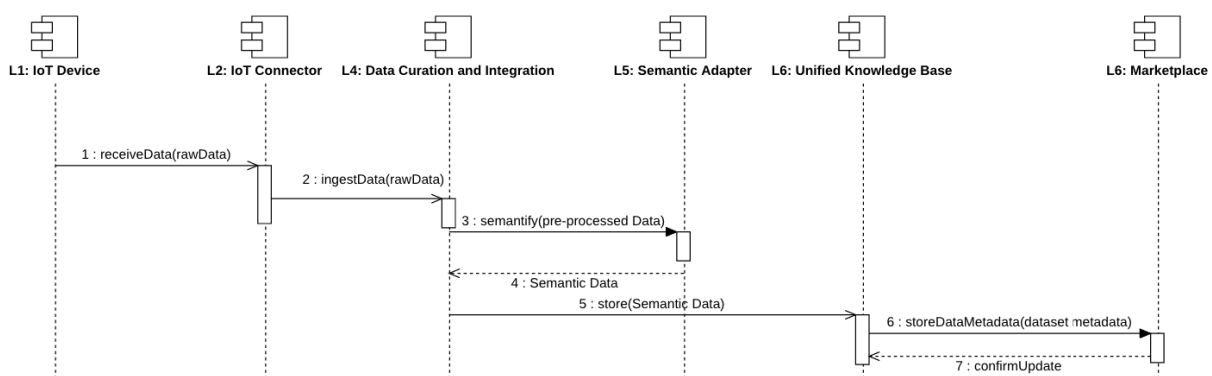 L1: IoT Device
L2: IoT Connector
L4: Data Curation and Integration
L5: Semantic Adapter
L6: Unified Knowledge Base
L6: Marketplace
1 : receiveData(rawData)
2 : ingestData(rawData)
3 : semantify(pre-processed Data)
4 : Semantic Data
5 : store(Semantic Data)
6 : storeDataMetadata(dataset metadata)
7 : confirmUpdate